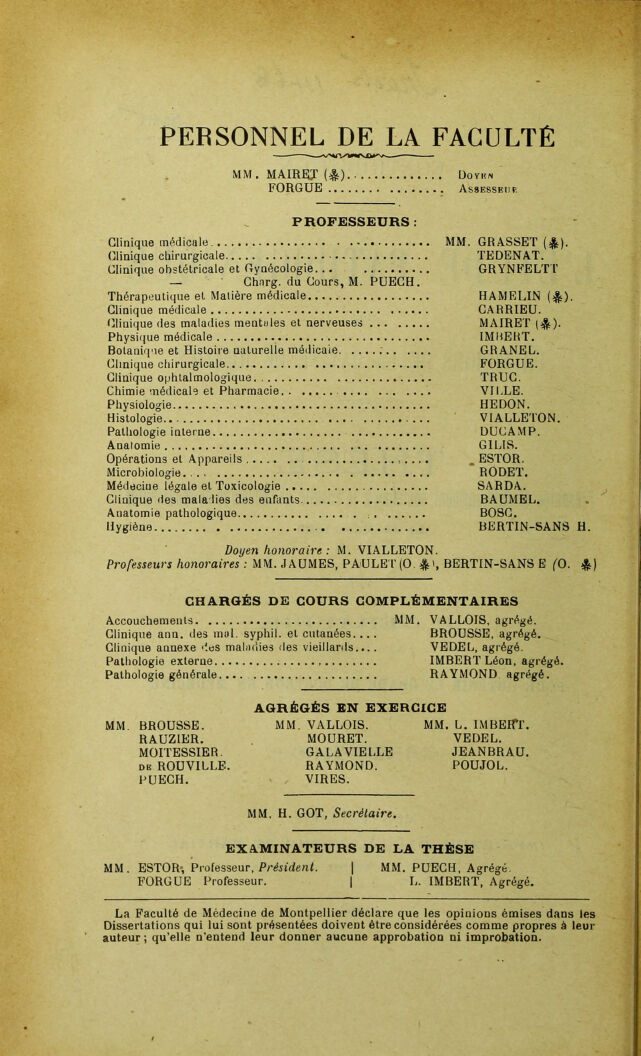 PERSONNEL DE LA FACULTÉ
MM. MAIRET (✠) .............. DOYEN
FORGUE ................. ASSESSEUR
PROFESSEURS :
Clinique médicale ................ MM. GRASSET (✠).
Clinique chirurgicale ................ TEDENAT.
Clinique obstétricale et Gynécologie... .......... GRYNFELTT
— Charg. du Cours, M. PUECH.
Thérapeutique et Matière médicale ................ HAMELIN (✠).
Clinique médicale ................ CARRIEU.
Clinique des maladies mentales et nerveuses ......... MAIRET (✠).
Physique médicale ................ IMBERT.
Botanique et Histoire naturelle médicale ........... GRANEL.
Clinique chirurgicale ................ FORGUE.
Clinique ophtalmologique ................ TRUC.
Chimie médicale et Pharmacie ................ VILLE.
Physiologie ................ HEDON.
Histologie ................ VIALLETON.
Pathologie interne ................ DUCAMP.
Anatomie ................ GILIS.
Opérations et Appareils ................ ESTOR.
Microbiologie ................ RODET.
Médecine légale et Toxicologie ................ SARDA.
Clinique des maladies des enfants ................ BAUMEL.
Anatomie pathologique ................ BOSC.
Hygiène ................ BERTIN-SANS H.
Doyen honoraire : M. VIALLETON.
Professeurs honoraires : MM. JAUMES, PAULET (O. ✠), BERTIN-SANS E (O. ✠)
CHARGÉS DE COURS COMPLÉMENTAIRES
Accouchements ................ MM. VALLOIS, agrégé.
Clinique ann. des mal. syphil. et cutanées.... BROUSSE, agrégé.
Clinique annexe des maladies des vieillards.... VEDEL, agrégé.
Pathologie externe ................ IMBERT Léon, agrégé.
Pathologie générale ................ RAYMOND agrégé.
AGRÉGÉS EN EXERCICE
MM. BROUSSE. MM. VALLOIS. MM. L. IMBERT.
RAUZIER. MOURET. VEDEL.
MOITESSIER. GALAVIELLE JEANBRAU.
DE ROUVILLE. RAYMOND. POUJOL.
PUECH. VIRES.
MM. H. GOT, Secrétaire.
EXAMINATEURS DE LA THÈSE
MM. ESTOR, Professeur, Président. | MM. PUECH, Agrégé.
FORGUE Professeur. | L. IMBERT, Agrégé.
La Faculté de Médecine de Montpellier déclare que les opinions émises dans les
Dissertations qui lui sont présentées doivent être considérées comme propres à leur
auteur ; qu'elle n'entend leur donner aucune approbation ni improbation.